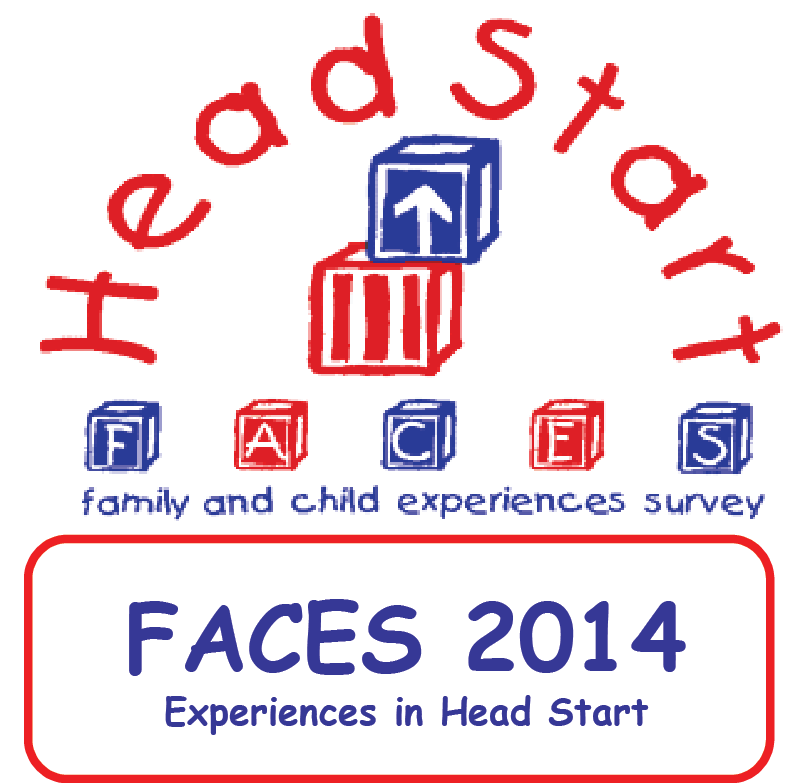 Head Start
FACES
family and child experiences survey
FACES 2014
Experiences in Head Start